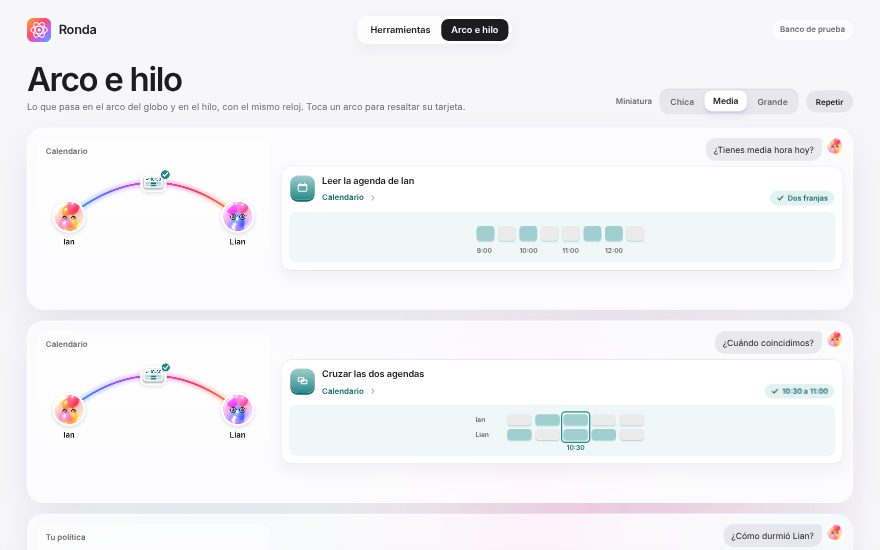 Ronda
Herramientas
Arco e hilo
Banco de prueba
Arco e hilo
Lo que pasa en el arco del globo y en el hilo, con el mismo reloj. Toca un arco para resaltar su tarjeta.
Miniatura
Chica
Media
Grande
Repetir
Calendario
Ian
Lian
¿Tienes media hora hoy?
Leer la agenda de Ian
Calendario
Dos franjas
9:00 10:00 11:00 12:00
Calendario
Ian
Lian
¿Cuándo coincidimos?
Cruzar las dos agendas
Calendario
10:30 a 11:00
Ian
Lian
10:30
Tu política
¿Cómo durmió Lian?